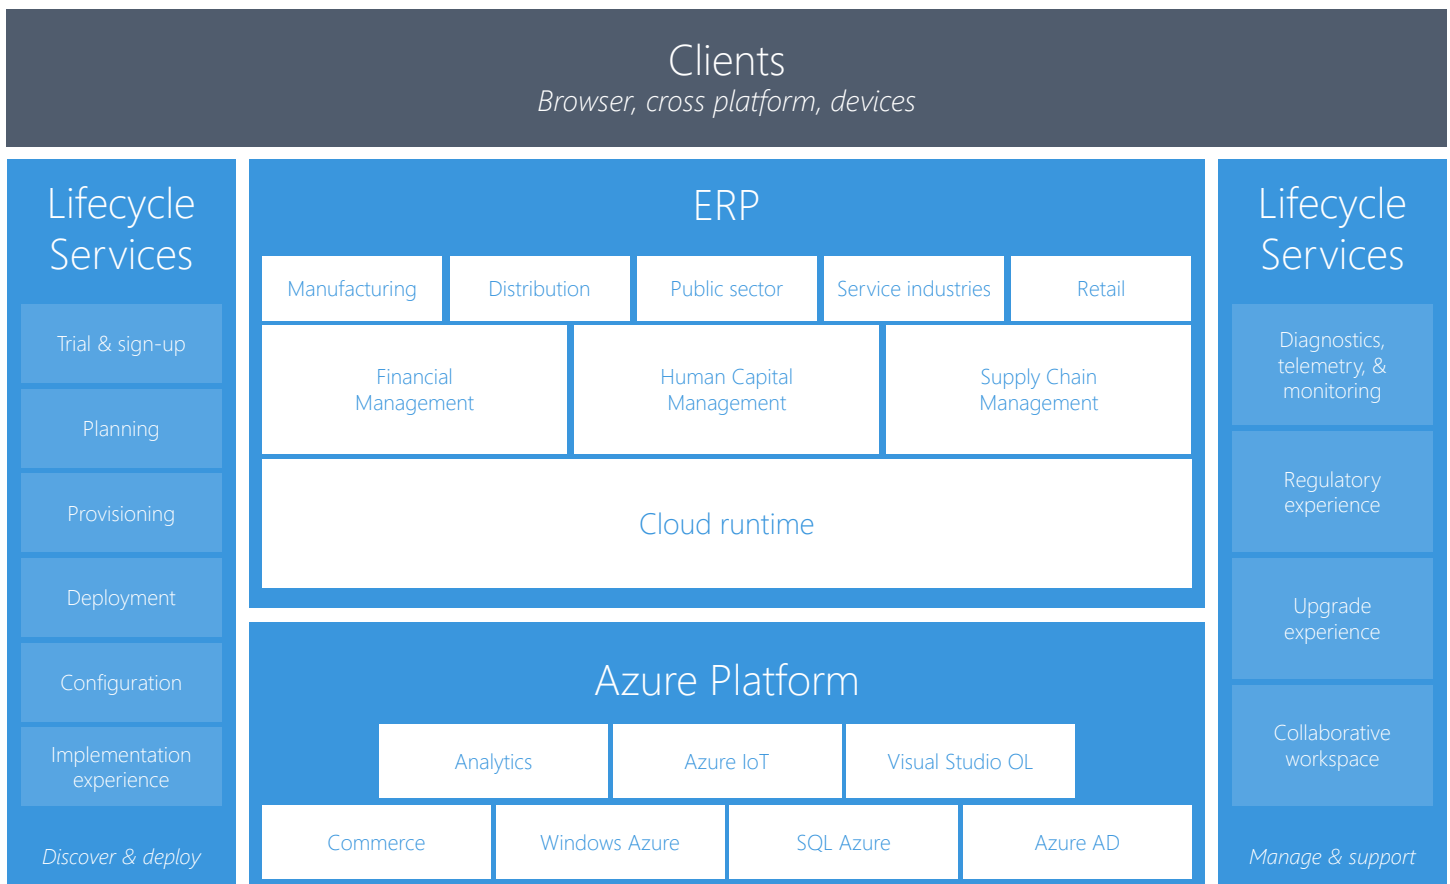 Clients
Browser, cross platform, devices
Lifecycle
Services
Trial & sign-up
Planning
Provisioning
Deployment
Configuration
Implementation
experience
Discover & deploy
ERP
Manufacturing
Distribution
Public sector
Service industries
Retail
Financial
Management
Human Capital
Management
Supply Chain
Management
Cloud runtime
Azure Platform
Analytics
Azure IoT
Visual Studio OL
Commerce
Windows Azure
SQL Azure
Azure AD
Lifecycle
Services
Diagnostics,
telemetry, &
monitoring
Regulatory
experience
Upgrade
experience
Collaborative
workspace
Manage & support